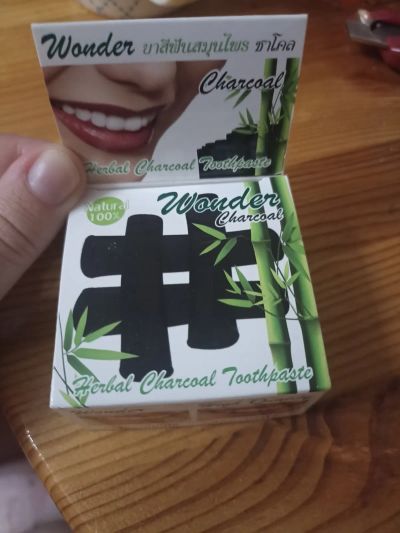 Wonder ยาสีฟันสมุนไพร ชาโคล
Charcoal
Herbal Charcoal Toothpaste
Natural
100%
Wonder
Charcoal
Herbal Charcoal Toothpaste